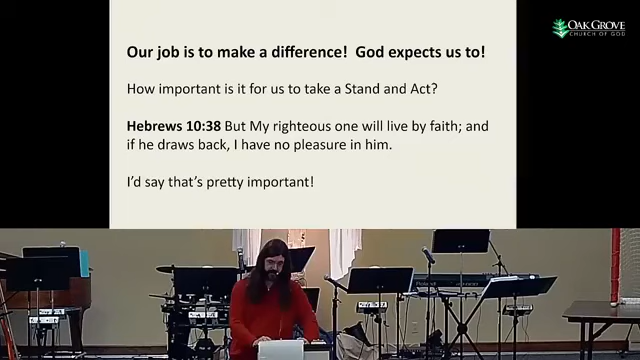 OAK GROVE
CHURCH OF GOD
Our job is to make a difference!  God expects us to!
How important is it for us to take a Stand and Act?
Hebrews 10:38 But My righteous one will live by faith; and
if he draws back, I have no pleasure in him.
I'd say that's pretty important!